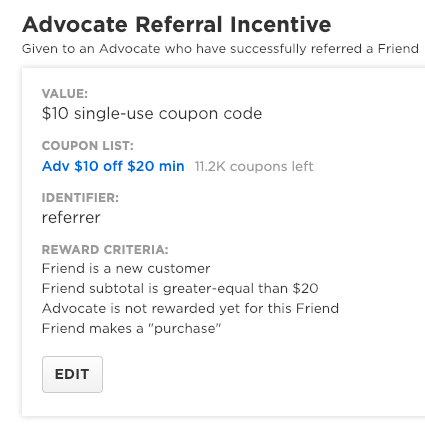 Advocate Referral Incentive
Given to an Advocate who have successfully referred a Friend
VALUE:
$10 single-use coupon code
COUPON LIST:
Adv $10 off $20 min 11.2K coupons left
IDENTIFIER:
referrer
REWARD CRITERIA:
Friend is a new customer
Friend subtotal is greater-equal than $20
Advocate is not rewarded yet for this Friend
Friend makes a "purchase"
EDIT